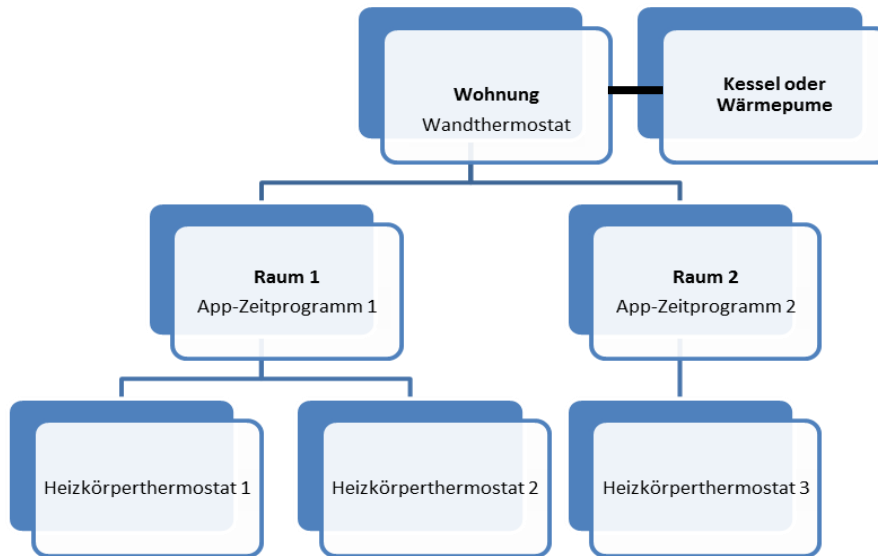 Wohnung
Wandthermostat
Kessel oder
Wärmepume
Raum 1
App-Zeitprogramm 1
Raum 2
App-Zeitprogramm 2
Heizkörperthermostat 1
Heizkörperthermostat 2
Heizkörperthermostat 3